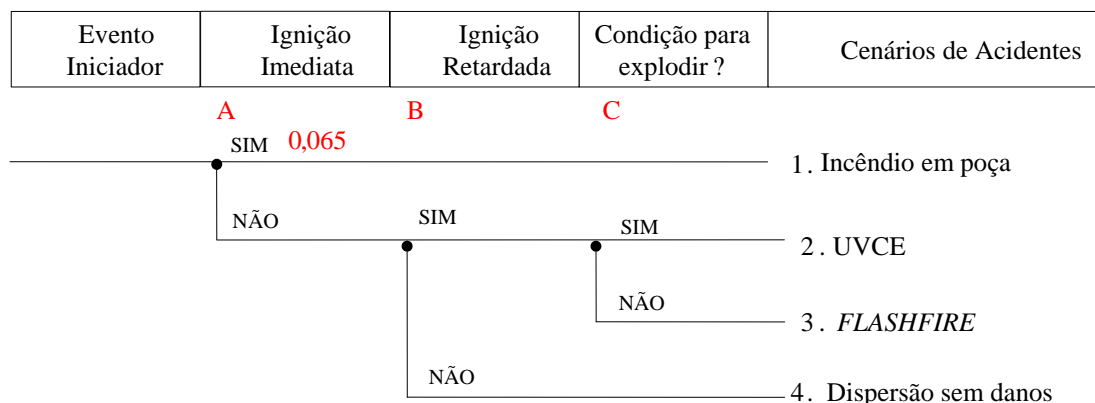 Evento
Iniciador
Ignição
Imediata
Ignição
Retardada
Condição para
explodir ?
Cenários de Acidentes
A
B
C
SIM 0,065
1. Incêndio em poça
NÃO
SIM
SIM
2. UVCE
NÃO
3. FLASHFIRE
NÃO
4. Dispersão sem danos